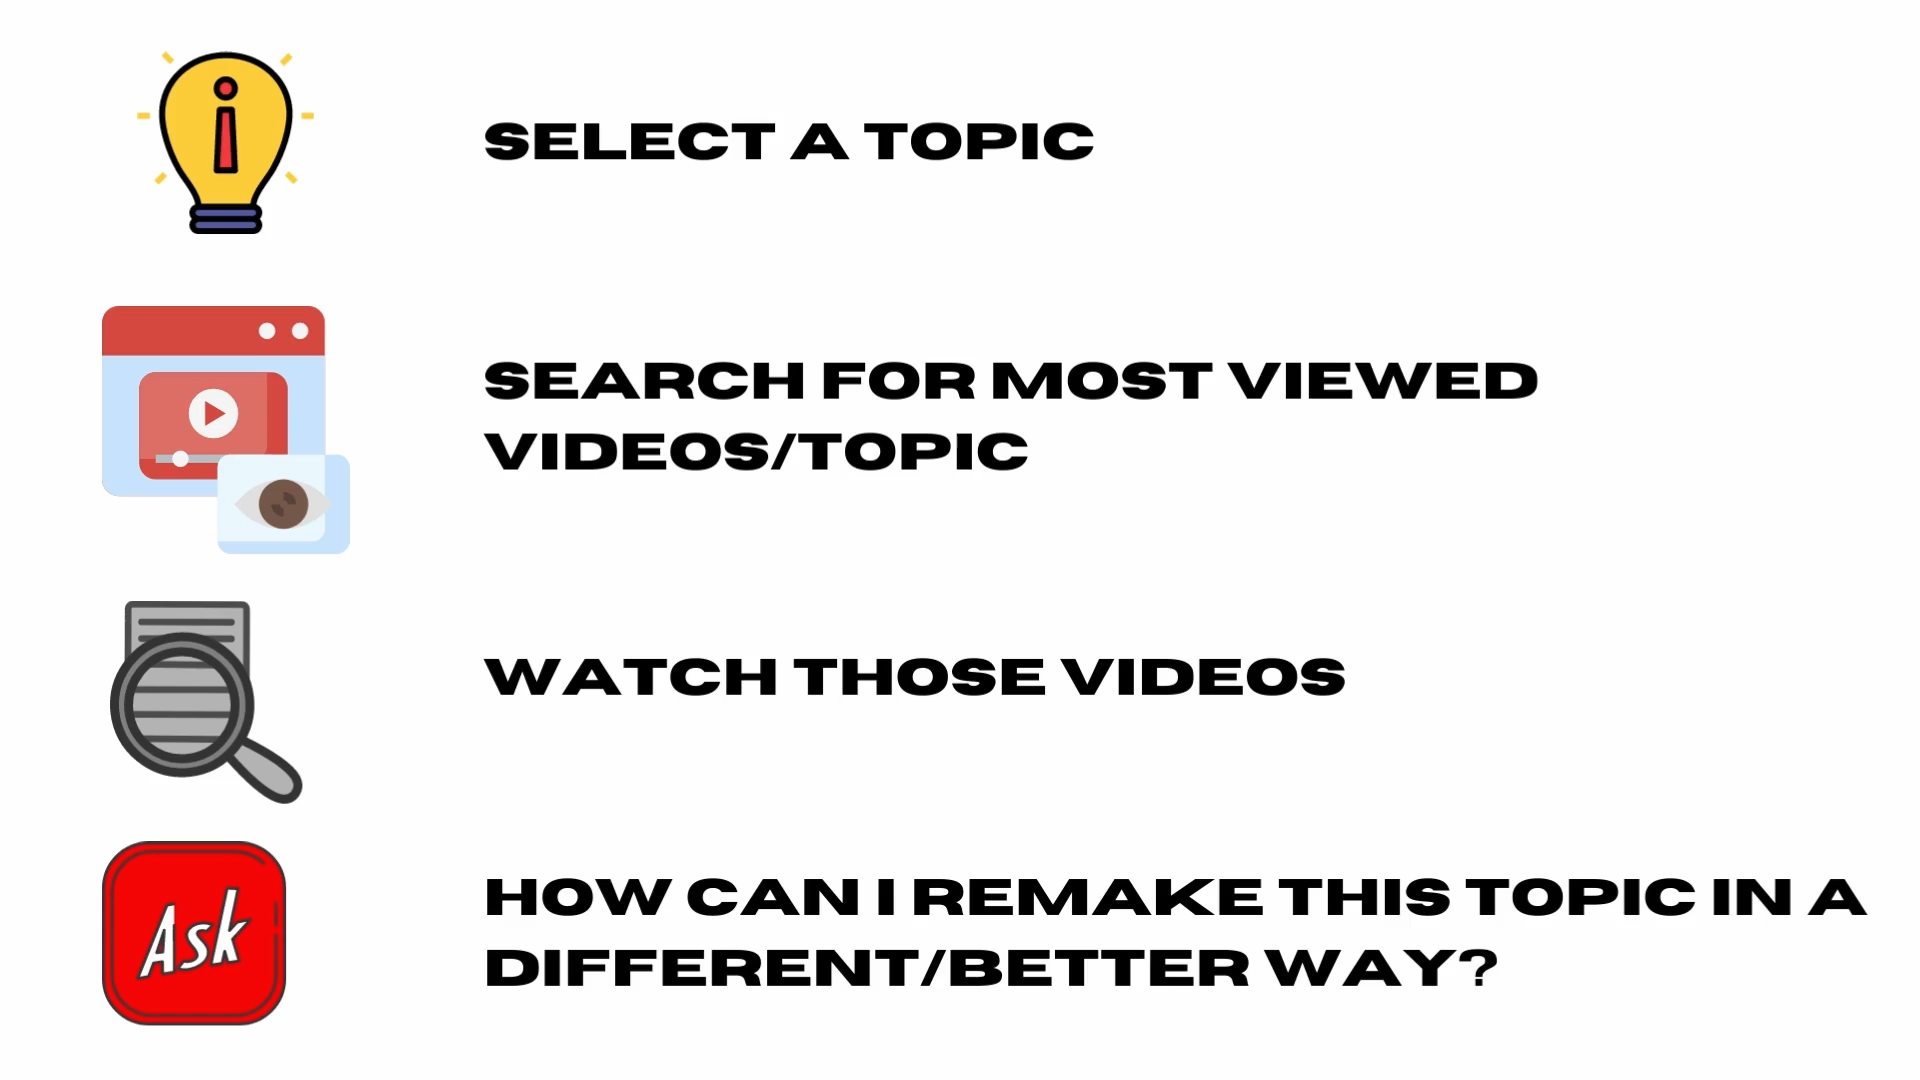 SELECT A TOPIC
SEARCH FOR MOST VIEWED
VIDEOS/TOPIC
WATCH THOSE VIDEOS
Ask
HOW CAN I REMAKE THIS TOPIC IN A
DIFFERENT/BETTER WAY?